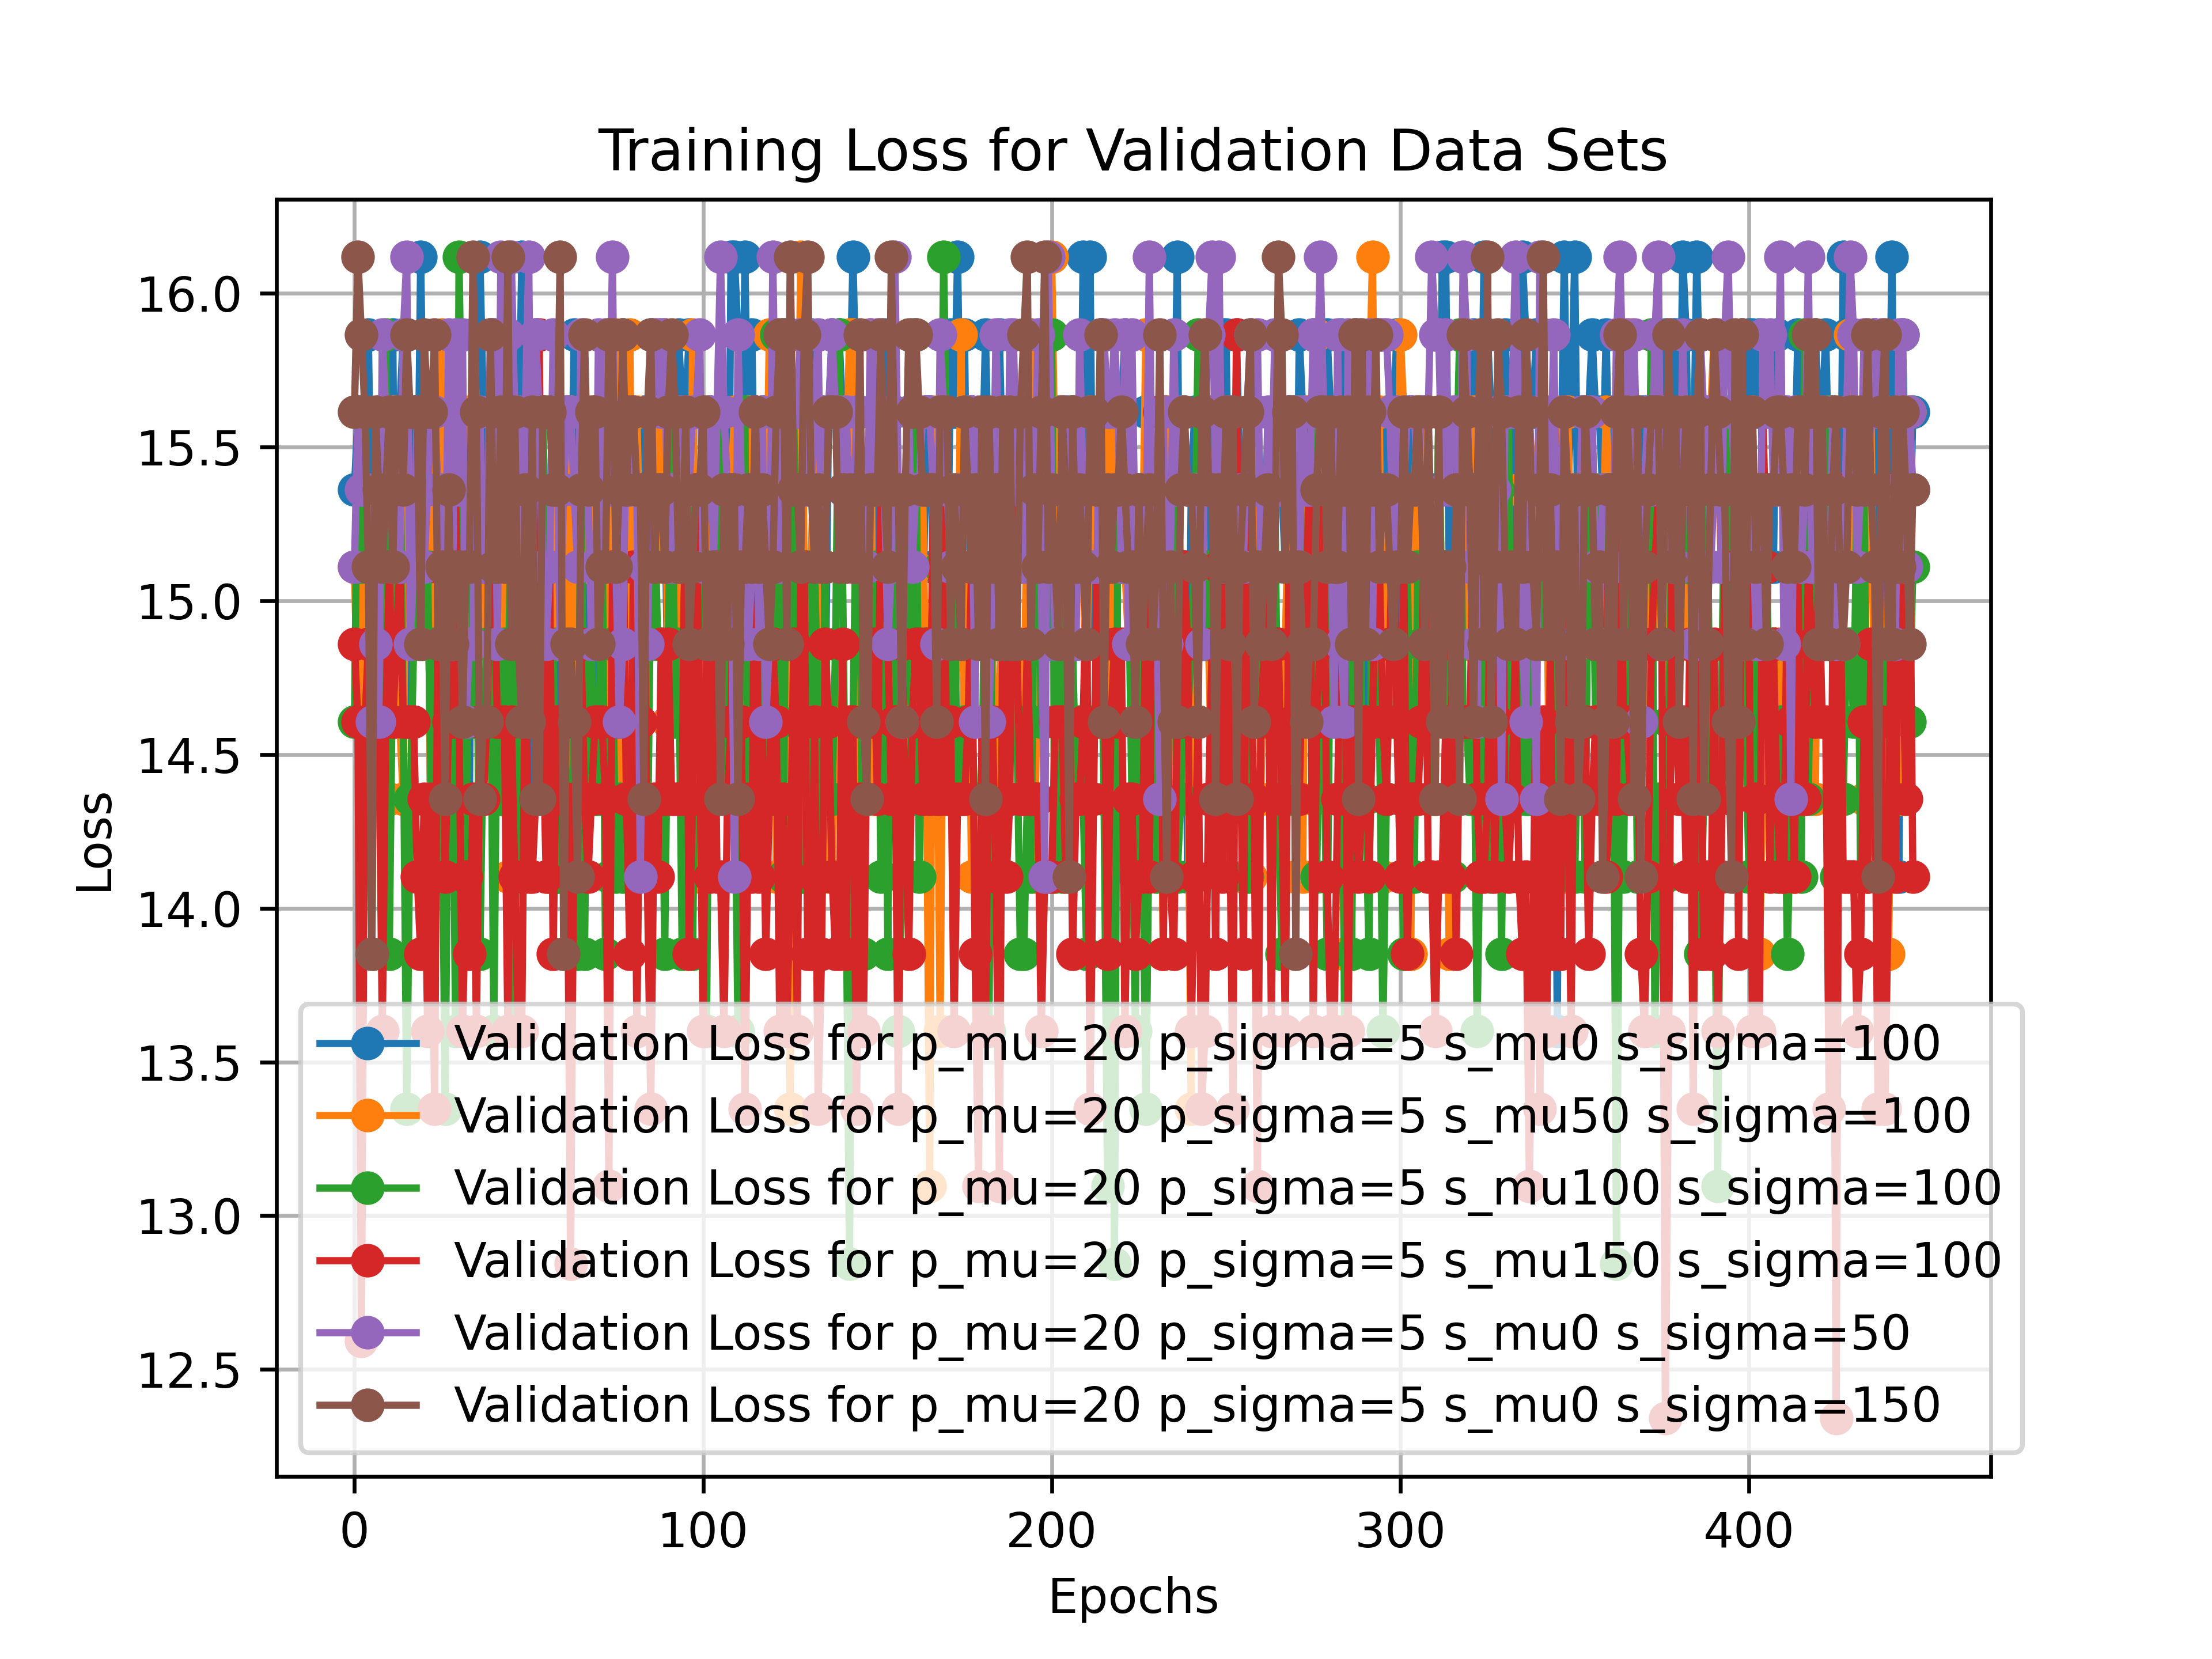 Training Loss for Validation Data Sets
16.0
15.5
15.0
14.5
14.0
13.5
13.0
12.5
Loss
Validation Loss for p_mu=20 p_sigma=5 s_mu0 s_sigma=100
Validation Loss for p_mu=20 p_sigma=5 s_mu50 s_sigma=100
Validation Loss for p_mu=20 p_sigma=5 s_mu100 s_sigma=100
Validation Loss for p_mu=20 p_sigma=5 s_mu150 s_sigma=100
Validation Loss for p_mu=20 p_sigma=5 s_mu0 s_sigma=50
Validation Loss for p_mu=20 p_sigma=5 s_mu0 s_sigma=150
0 100 200 300 400
Epochs